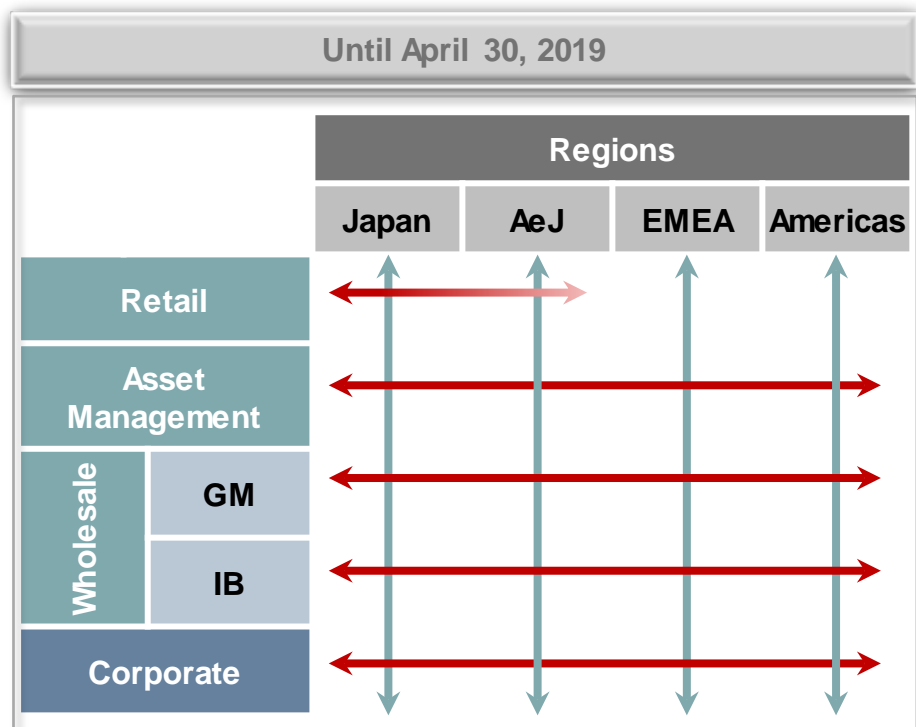 Until April 30, 2019
Regions
Japan AeJ EMEA Americas
Retail
Asset
Management
Wholesale
GM
IB
Corporate